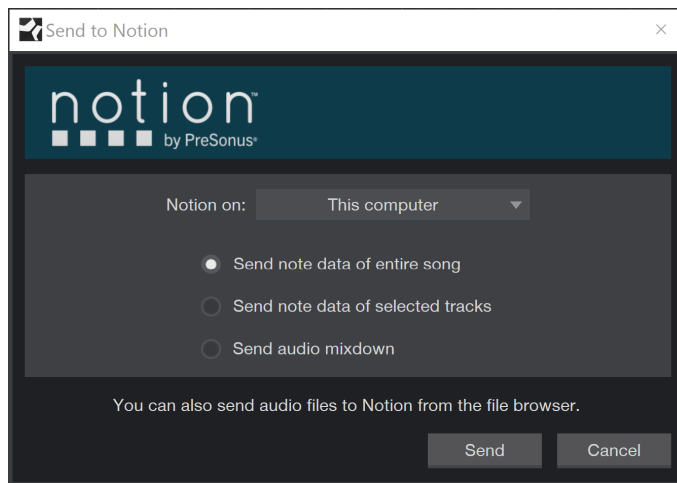 Send to Notion
notion™
by PreSonus®
Notion on: This computer
Send note data of entire song
Send note data of selected tracks
Send audio mixdown
You can also send audio files to Notion from the file browser.
Send Cancel